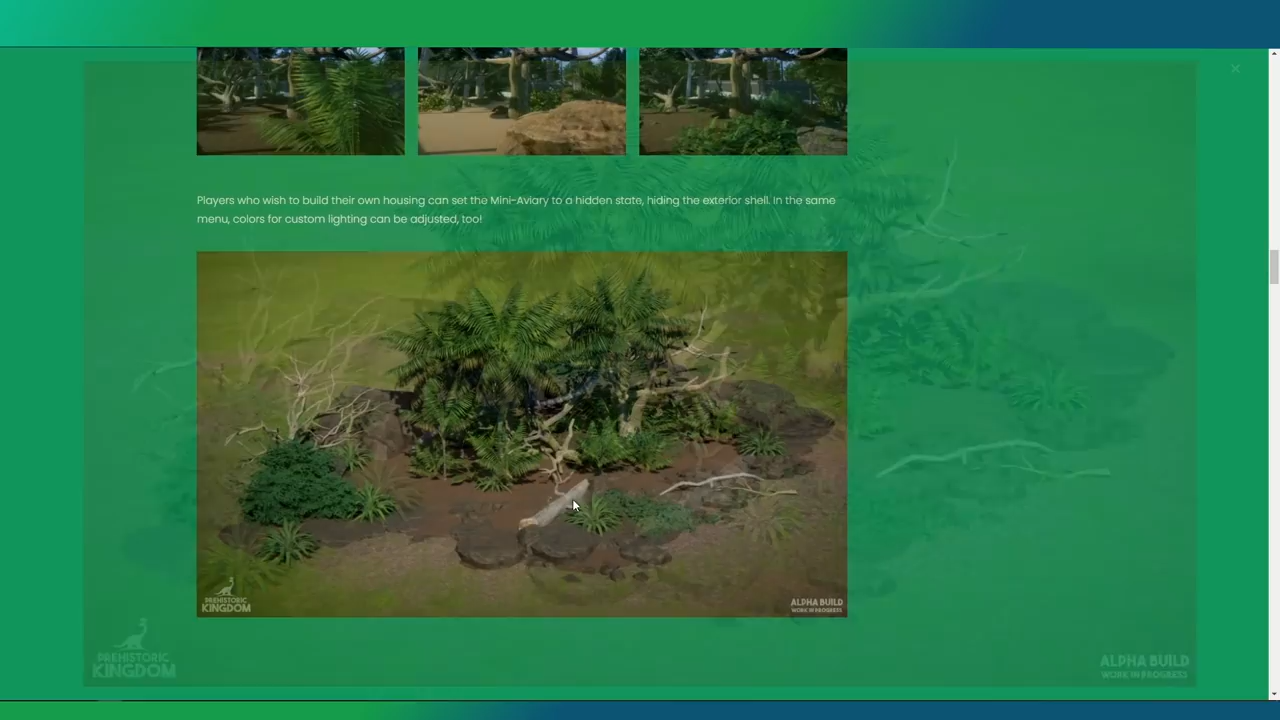 Players who wish to build their own housing can set the Mini-Aviary to a hidden state, hiding the exterior shell. In the same
menu, colors for custom lighting can be adjusted, too!
PREHISTORIC
KINGDOM
ALPHA BUILD
WORK IN PROGRESS
PREHISTORIC
KINGDOM
ALPHA BUILD
WORK IN PROGRESS